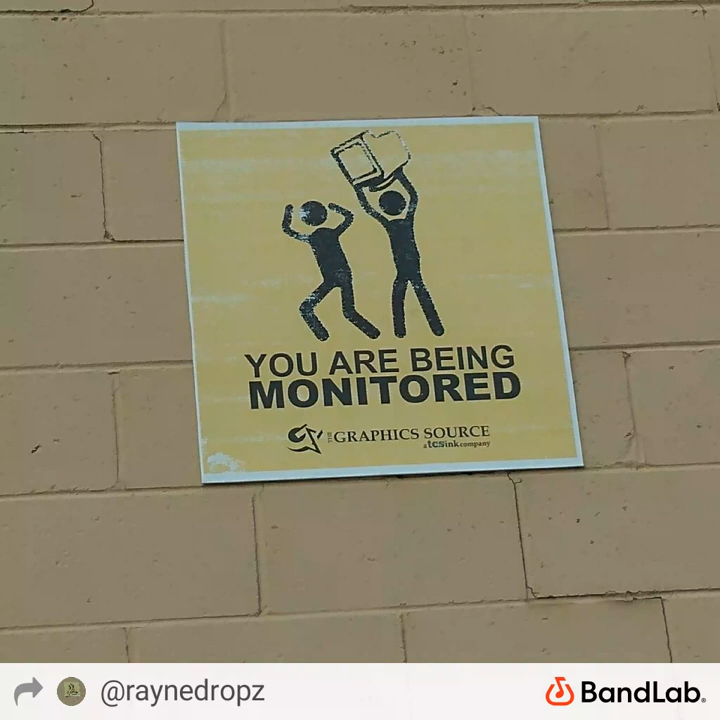 YOU ARE BEING
MONITORED
THE GRAPHICS SOURCE
a tcsink company
@raynedropz
BandLab®